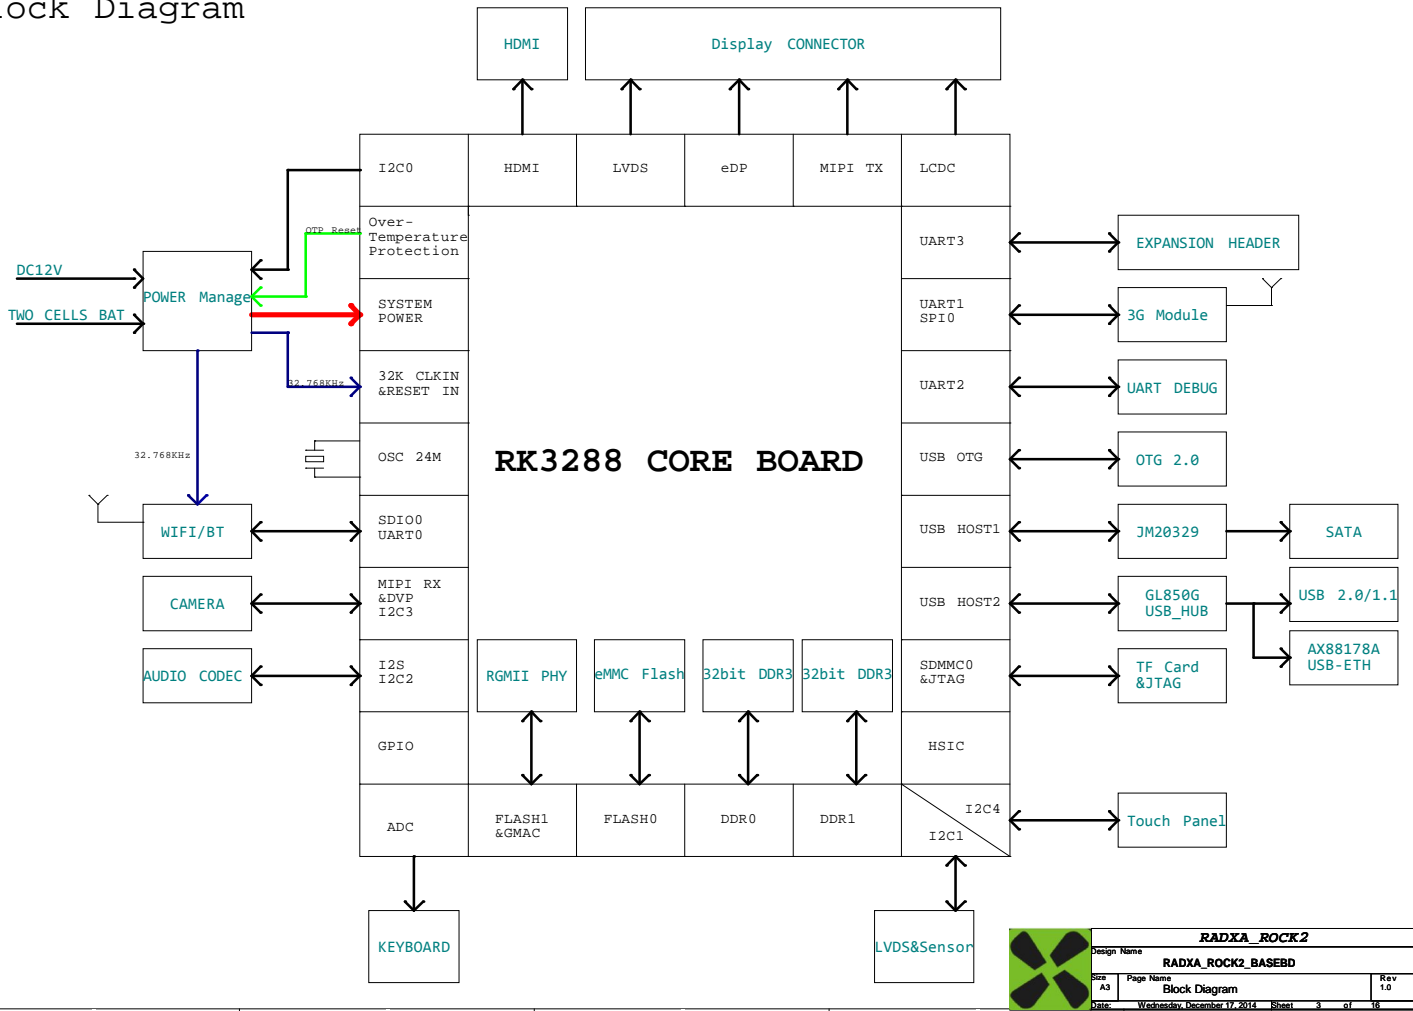 lock Diagram
HDMI
Display CONNECTOR
I2C0
HDMI
LVDS
eDP
MIPI TX
LCDC
OTP Reset
Over-
Temperature
Protection
UART3
EXPANSION HEADER
DC12V
POWER Manage
TWO CELLS BAT
SYSTEM
POWER
UART1
SPI0
3G Module
32.768KHz
32K CLKIN
&RESET IN
UART2
UART DEBUG
32.768KHz
OSC 24M
RK3288 CORE BOARD
USB OTG
OTG 2.0
WIFI/BT
SDIO0
UART0
USB HOST1
JM20329
SATA
CAMERA
MIPI RX
&DVP
I2C3
USB HOST2
GL850G
USB_HUB
USB 2.0/1.1
AUDIO CODEC
I2S
I2C2
RGMII PHY
eMMC Flash
32bit DDR3
32bit DDR3
SDMMC0
&JTAG
TF Card
&JTAG
AX88178A
USB-ETH
GPIO
HSIC
ADC
FLASH1
&GMAC
FLASH0
DDR0
DDR1
I2C4
I2C1
Touch Panel
KEYBOARD
LVDS&Sensor
RADXA_ROCK2
Design Name
RADXA_ROCK2_BASEBD
Size
A3
Page Name
Block Diagram
Rev
1.0
Date:
Wednesday, December 17, 2014
Sheet 3 of 16